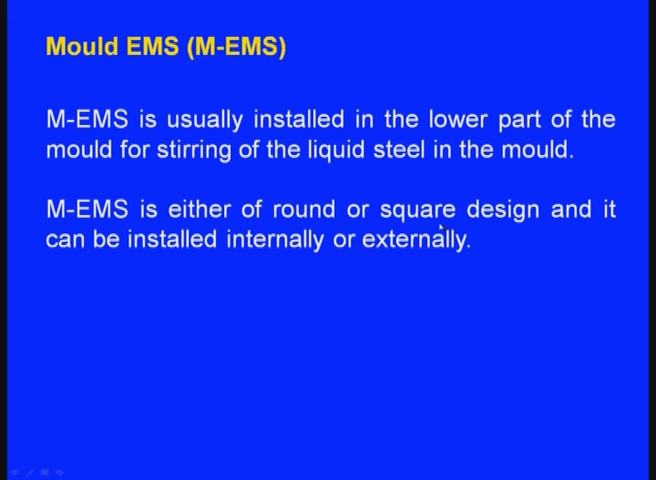 Mould EMS (M-EMS)
M-EMS is usually installed in the lower part of the
mould for stirring of the liquid steel in the mould.
M-EMS is either of round or square design and it
can be installed internally or externally.